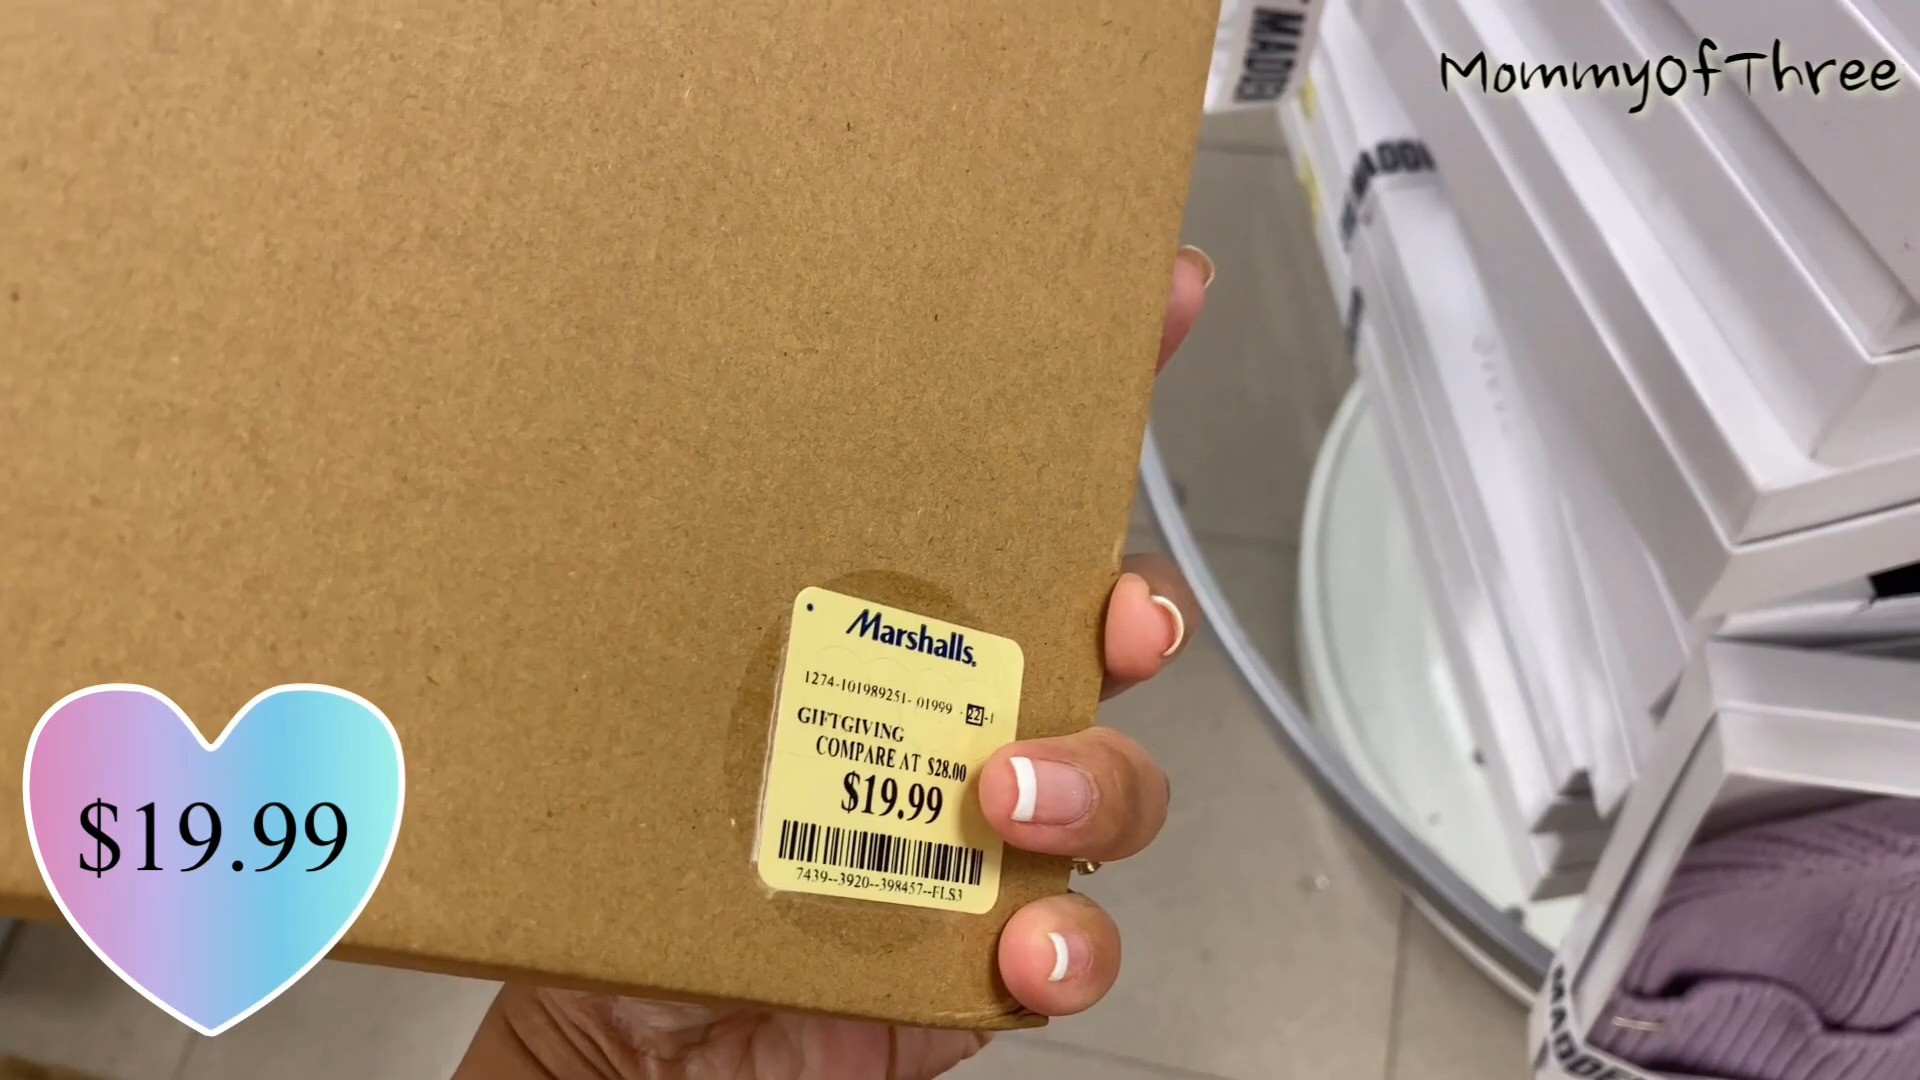 MADDEN
MommyOfThree
Marshalls.
1274-101989251- 01999 - 22-1
GIFTGIVING
COMPARE AT $28.00
$19.99
7439--3920--398457--FLS3
$19.99